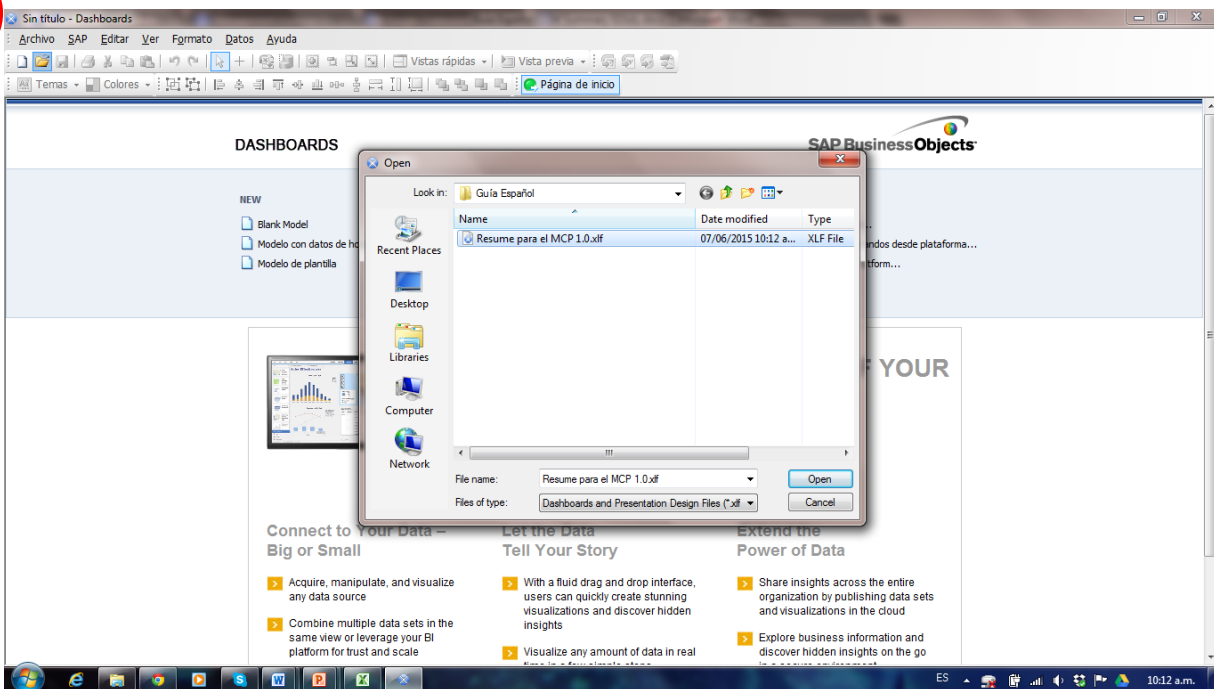 Sin título - Dashboards
Archivo SAP Editar Ver Formato Datos Ayuda
Vistas rápidas Vista previa
Temas Colores Página de inicio
DASHBOARDS
SAP BusinessObjects
Open
Look in: Guía Español
NEW
Name Date modified Type
Blank Model
Resume para el MCP 1.0.xlf 07/06/2015 10:12 a... XLF File
Modelo con datos de
andos desde plataforma...
Recent Places
Modelo de plantilla
tform...
Desktop
Libraries
YOUR
Computer
Network
File name: Resume para el MCP 1.0.xlf Open
Files of type: Dashboards and Presentation Design Files (*.xlf Cancel
Connect to Your Data –
Big or Small
Acquire, manipulate, and visualize
any data source
Combine multiple data sets in the
same view or leverage your BI
platform for trust and scale
Let the Data
Tell Your Story
With a fluid drag and drop interface,
users can quickly create stunning
visualizations and discover hidden
insights
Visualize any amount of data in real
time in a few simple steps
Extend the
Power of Data
Share insights across the entire
organization by publishing data sets
and visualizations in the cloud
Explore business information and
discover hidden insights on the go
in a secure environment
ES 10:12 a.m.